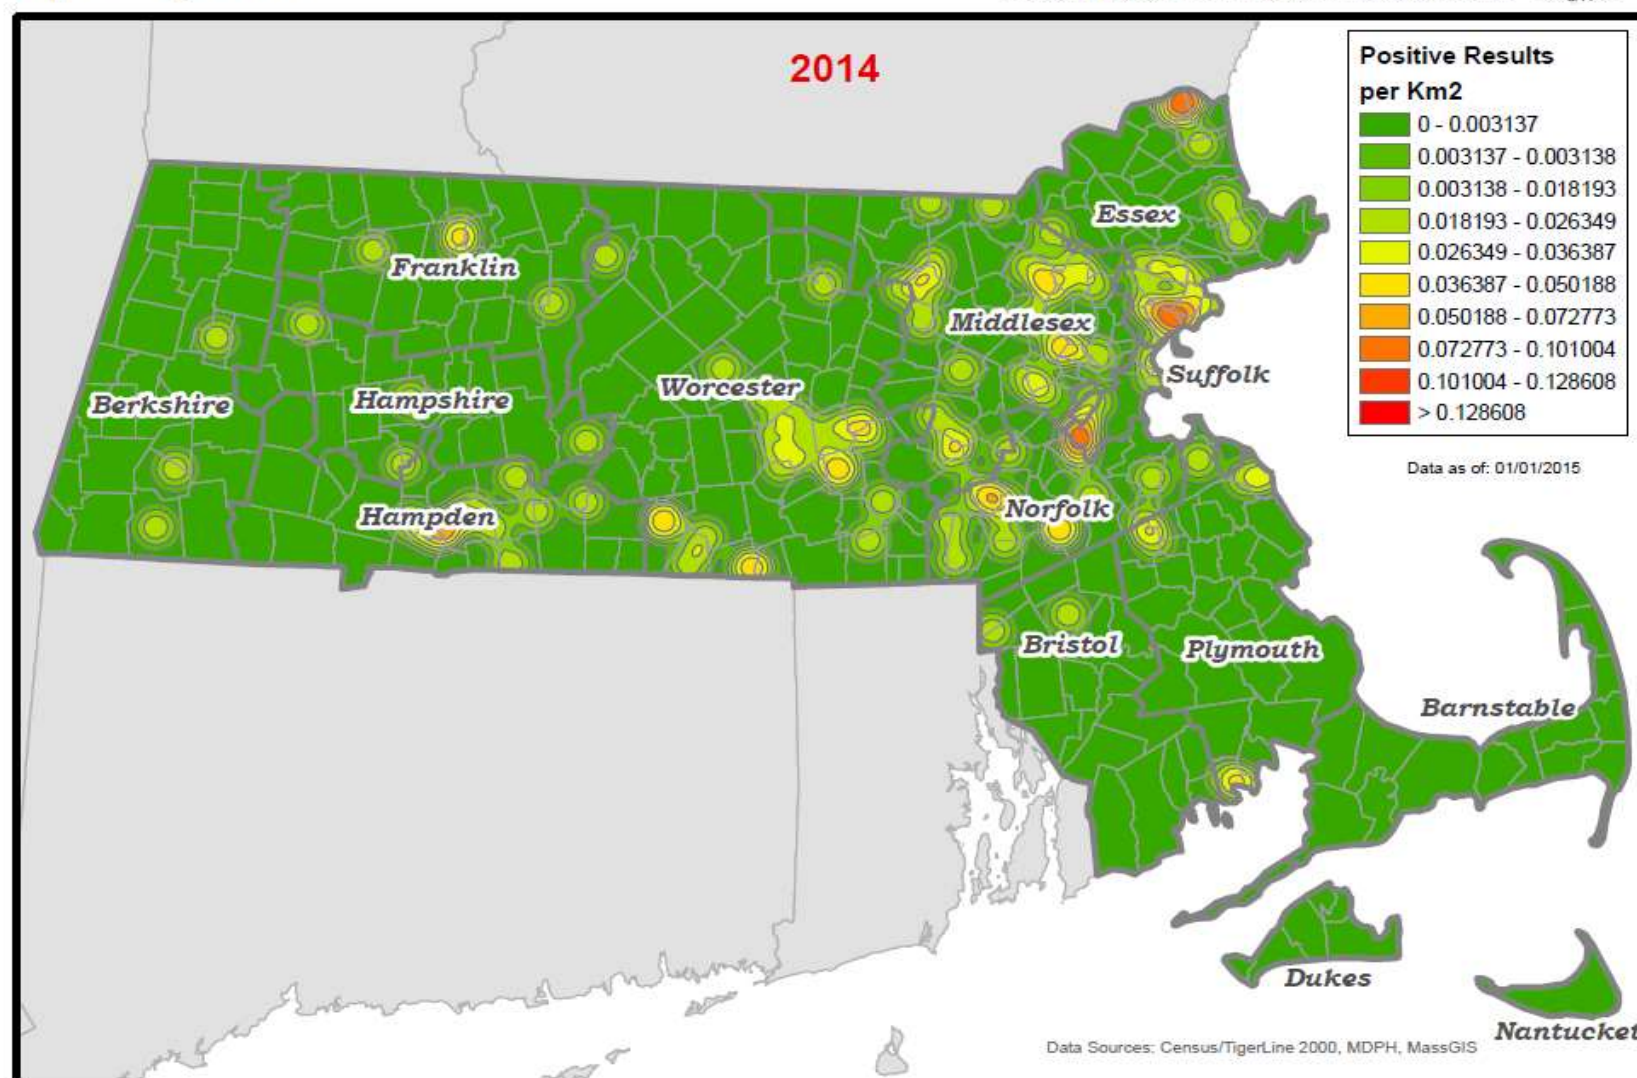 2014
Positive Results
per Km2
0 - 0.003137
0.003137 - 0.003138
0.003138 - 0.018193
0.018193 - 0.026349
0.026349 - 0.036387
0.036387 - 0.050188
0.050188 - 0.072773
0.072773 - 0.101004
0.101004 - 0.128608
> 0.128608
Data as of: 01/01/2015
Essex
Franklin
Middlesex
Suffolk
Worcester
Berkshire
Hampshire
Hampden
Norfolk
Bristol
Plymouth
Barnstable
Dukes
Nantucket
Data Sources: Census/TigerLine 2000, MDPH, MassGIS